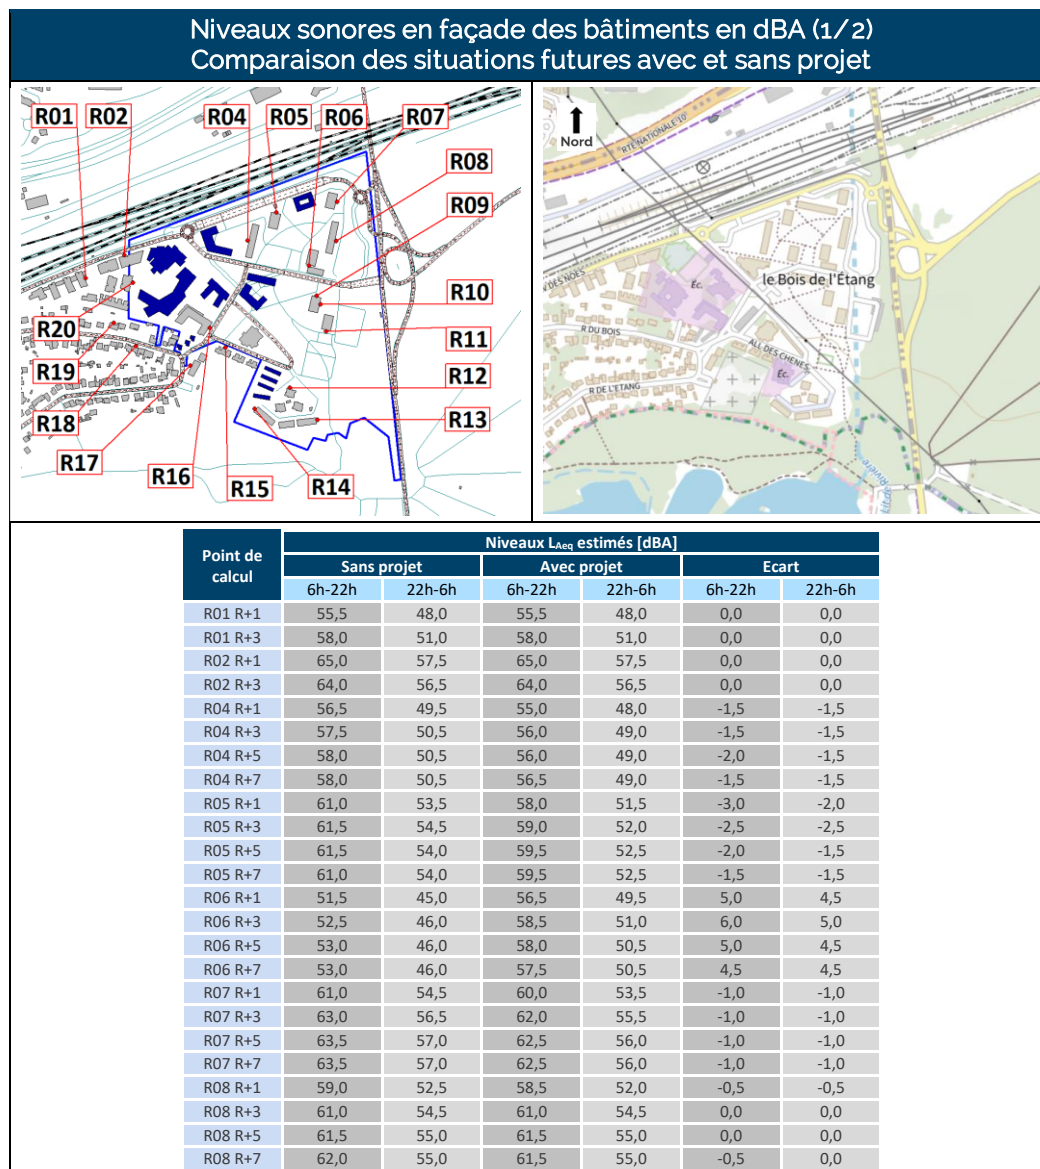 Niveaux sonores en façade des bâtiments en dBA (1/2)
Comparaison des situations futures avec et sans projet
R01 R02 R04 R05 R06 R07
R08
R09
R10
R11
R12
R13
R20
R19
R18
R17
R16
R15
R14
Nord
RTE NATIONALE 10
DES NOËS
Éc.
le Bois de l'Étang
R DU BOIS
ALL DES CHENES
Éc.
R DE L'ETANG
Point de calcul
Niveaux LAeq estimés [dBA]
Sans projet Avec projet Ecart
6h-22h 22h-6h 6h-22h 22h-6h 6h-22h 22h-6h
R01 R+1 55,5 48,0 55,5 48,0 0,0 0,0
R01 R+3 58,0 51,0 58,0 51,0 0,0 0,0
R02 R+1 65,0 57,5 65,0 57,5 0,0 0,0
R02 R+3 64,0 56,5 64,0 56,5 0,0 0,0
R04 R+1 56,5 49,5 55,0 48,0 -1,5 -1,5
R04 R+3 57,5 50,5 56,0 49,0 -1,5 -1,5
R04 R+5 58,0 50,5 56,0 49,0 -2,0 -1,5
R04 R+7 58,0 50,5 56,5 49,0 -1,5 -1,5
R05 R+1 61,0 53,5 58,0 51,5 -3,0 -2,0
R05 R+3 61,5 54,5 59,0 52,0 -2,5 -2,5
R05 R+5 61,5 54,0 59,5 52,5 -2,0 -1,5
R05 R+7 61,0 54,0 59,5 52,5 -1,5 -1,5
R06 R+1 51,5 45,0 56,5 49,5 5,0 4,5
R06 R+3 52,5 46,0 58,5 51,0 6,0 5,0
R06 R+5 53,0 46,0 58,0 50,5 5,0 4,5
R06 R+7 53,0 46,0 57,5 50,5 4,5 4,5
R07 R+1 61,0 54,5 60,0 53,5 -1,0 -1,0
R07 R+3 63,0 56,5 62,0 55,5 -1,0 -1,0
R07 R+5 63,5 57,0 62,5 56,0 -1,0 -1,0
R07 R+7 63,5 57,0 62,5 56,0 -1,0 -1,0
R08 R+1 59,0 52,5 58,5 52,0 -0,5 -0,5
R08 R+3 61,0 54,5 61,0 54,5 0,0 0,0
R08 R+5 61,5 55,0 61,5 55,0 0,0 0,0
R08 R+7 62,0 55,0 61,5 55,0 -0,5 0,0